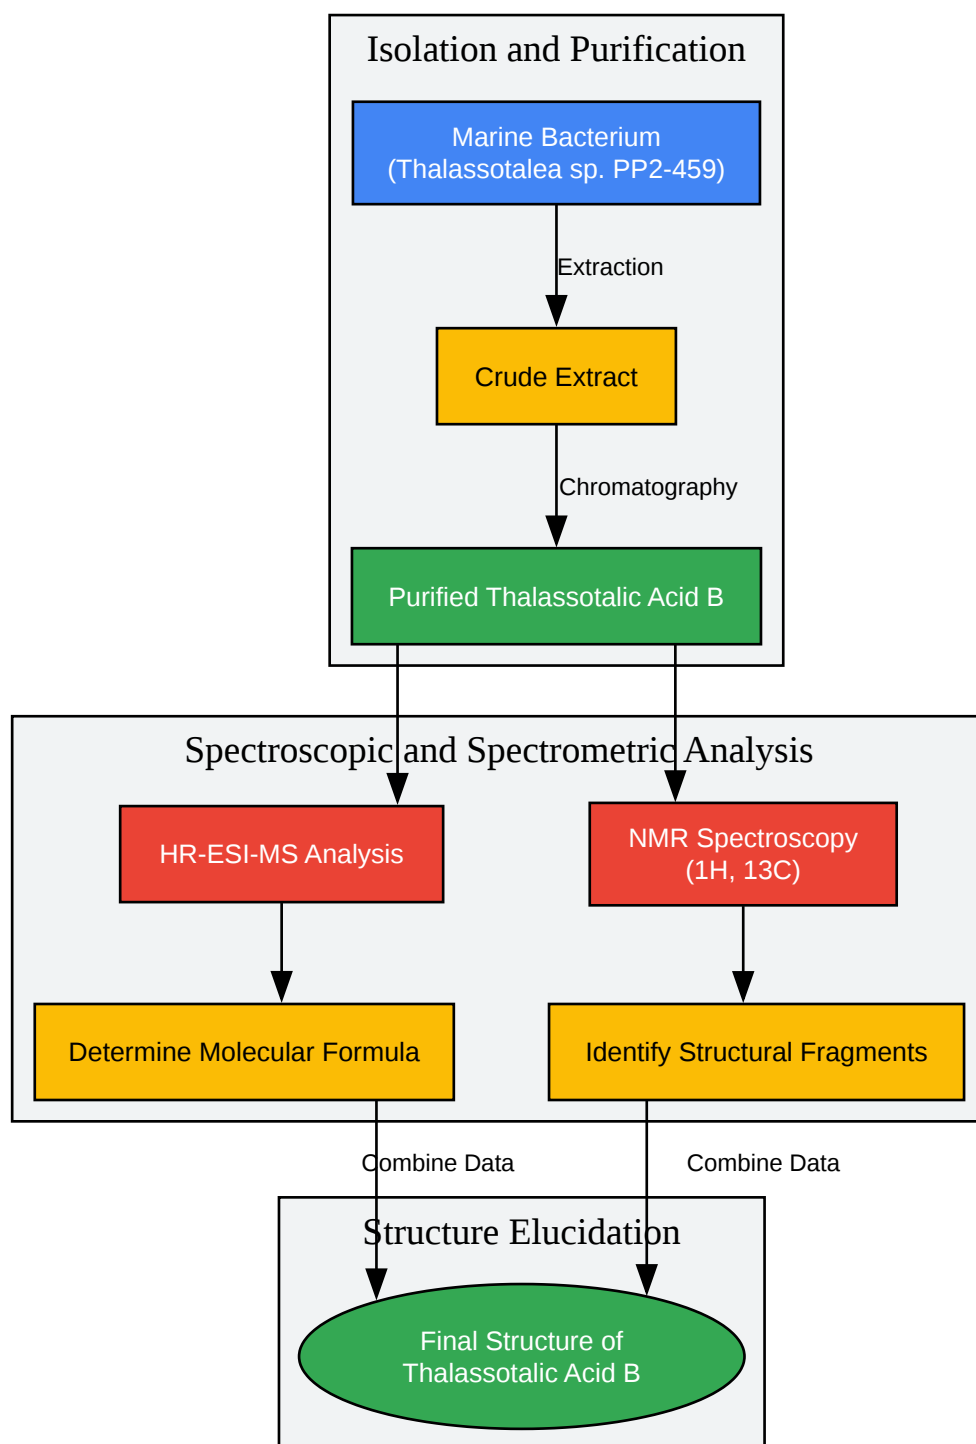 Isolation and Purification
Marine Bacterium
(Thalassotalea sp. PP2-459)
Extraction
Crude Extract
Chromatography
Purified Thalassotalic Acid B
Spectroscopic and Spectrometric Analysis
HR-ESI-MS Analysis
NMR Spectroscopy
(1H, 13C)
Determine Molecular Formula
Identify Structural Fragments
Combine Data
Combine Data
Structure Elucidation
Final Structure of
Thalassotalic Acid B